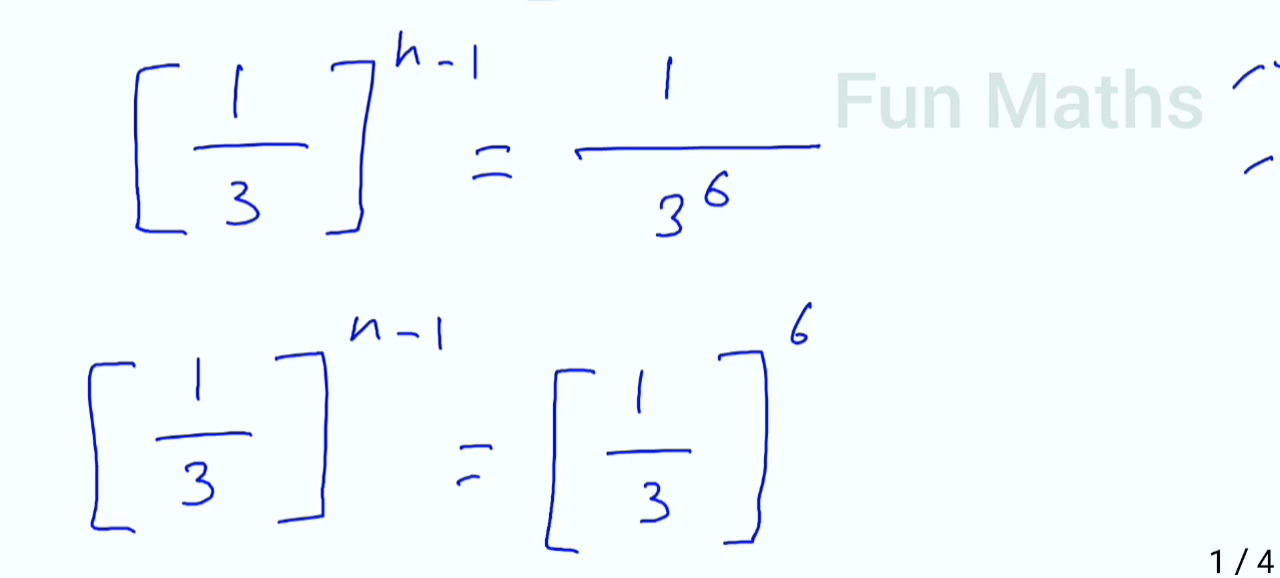 [1/3]^{n-1} = 1/3^6
Fun Maths
[1/3]^{n-1} = [1/3]^6
1 / 4